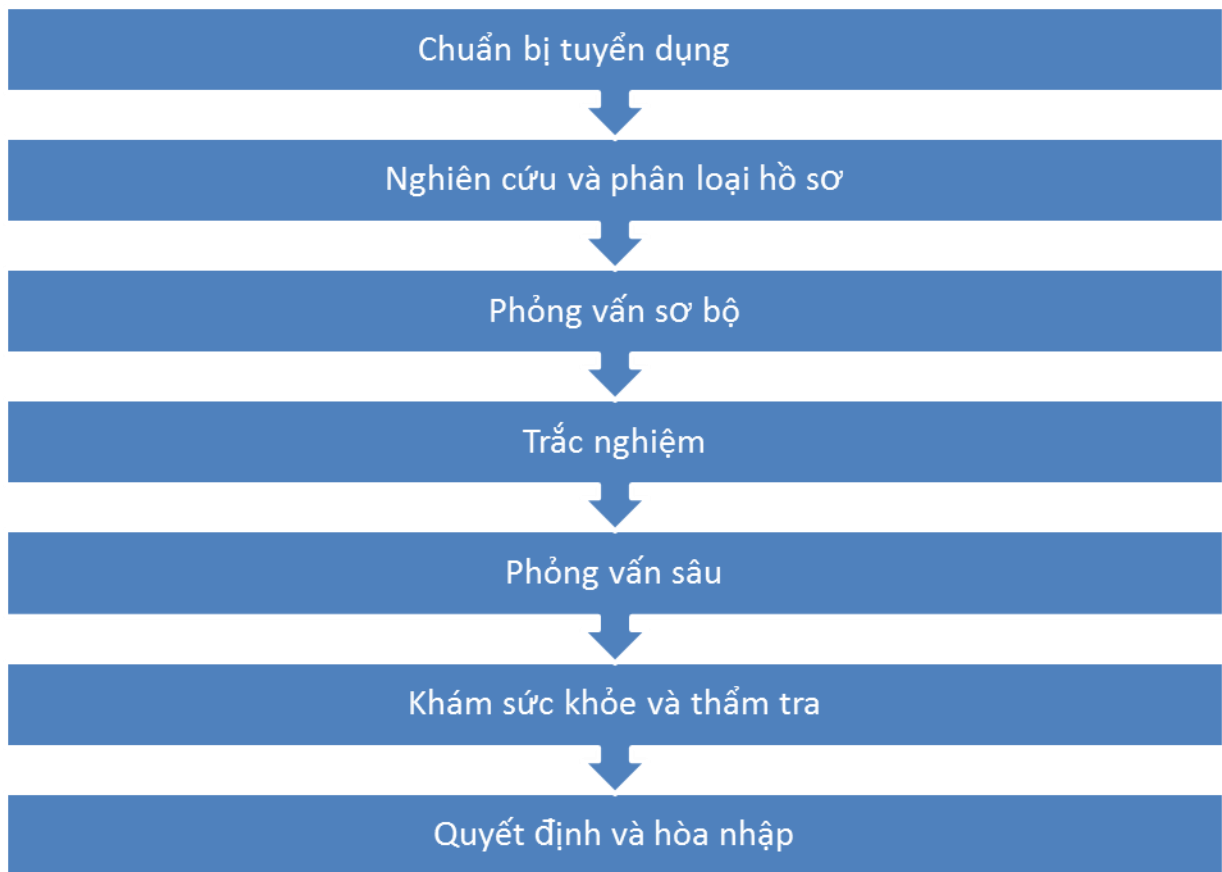 Chuẩn bị tuyển dụng
Nghiên cứu và phân loại hồ sơ
Phỏng vấn sơ bộ
Trắc nghiệm
Phỏng vấn sâu
Khám sức khỏe và thẩm tra
Quyết định và hòa nhập